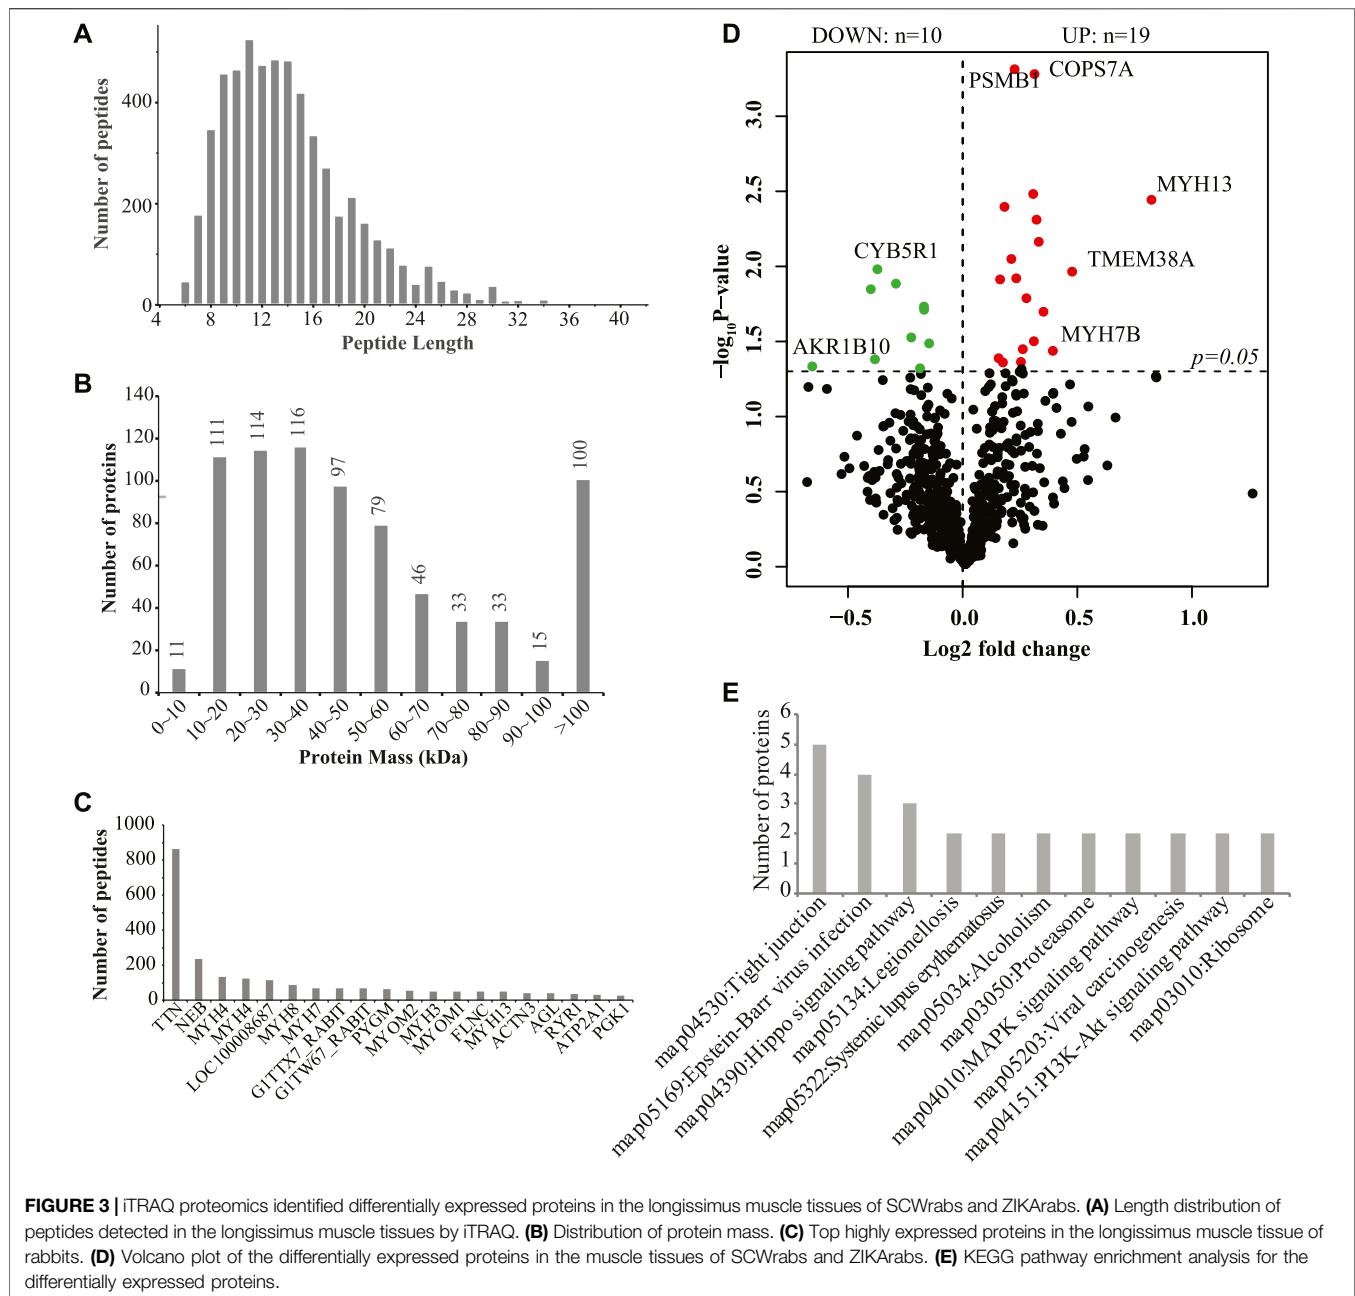 A
Number of peptides
400
200
0
4 8 12 16 20 24 28 32 36 40
Peptide Length
B
Number of proteins
140
120
100
80
60
40
20
0
11 111 114 116 97 79 46 33 33 15 100
0~10 10~20 20~30 30~40 40~50 50~60 60~70 70~80 80~90 90~100 >100
Protein Mass (kDa)
C
Number of peptides
1000
800
600
400
200
0
TTN NEB MYH4 MYH4 LOC100008687 MYH8 MYH7 G1TTX7_RABIT G1TW67_RABIT PYGM MYOM2 MYH3 MYOM1 FLNC MYH13 ACTN3 AGL RYR1 ATP2A1 PGK1
D
DOWN: n=10 UP: n=19
PSMB1 COPS7A
MYH13
CYB5R1
TMEM38A
MYH7B
AKR1B10
p=0.05
−log10P−value
3.0
2.5
2.0
1.5
1.0
0.5
0.0
−0.5 0.0 0.5 1.0
Log2 fold change
E
Number of proteins
6
5
4
3
2
1
0
map04530:Tight junction
map05169:Epstein-Barr virus infection
map04390:Hippo signaling pathway
map05134:Legionellosis
map05322:Systemic lupus erythematosus
map05034:Alcoholism
map03050:Proteasome
map04010:MAPK signaling pathway
map05203:Viral carcinogenesis
map04151:PI3K-Akt signaling pathway
map03010:Ribosome
FIGURE 3 | iTRAQ proteomics identified differentially expressed proteins in the longissimus muscle tissues of SCWrabs and ZIKArabs. (A) Length distribution of
peptides detected in the longissimus muscle tissues by iTRAQ. (B) Distribution of protein mass. (C) Top highly expressed proteins in the longissimus muscle tissue of
rabbits. (D) Volcano plot of the differentially expressed proteins in the muscle tissues of SCWrabs and ZIKArabs. (E) KEGG pathway enrichment analysis for the
differentially expressed proteins.